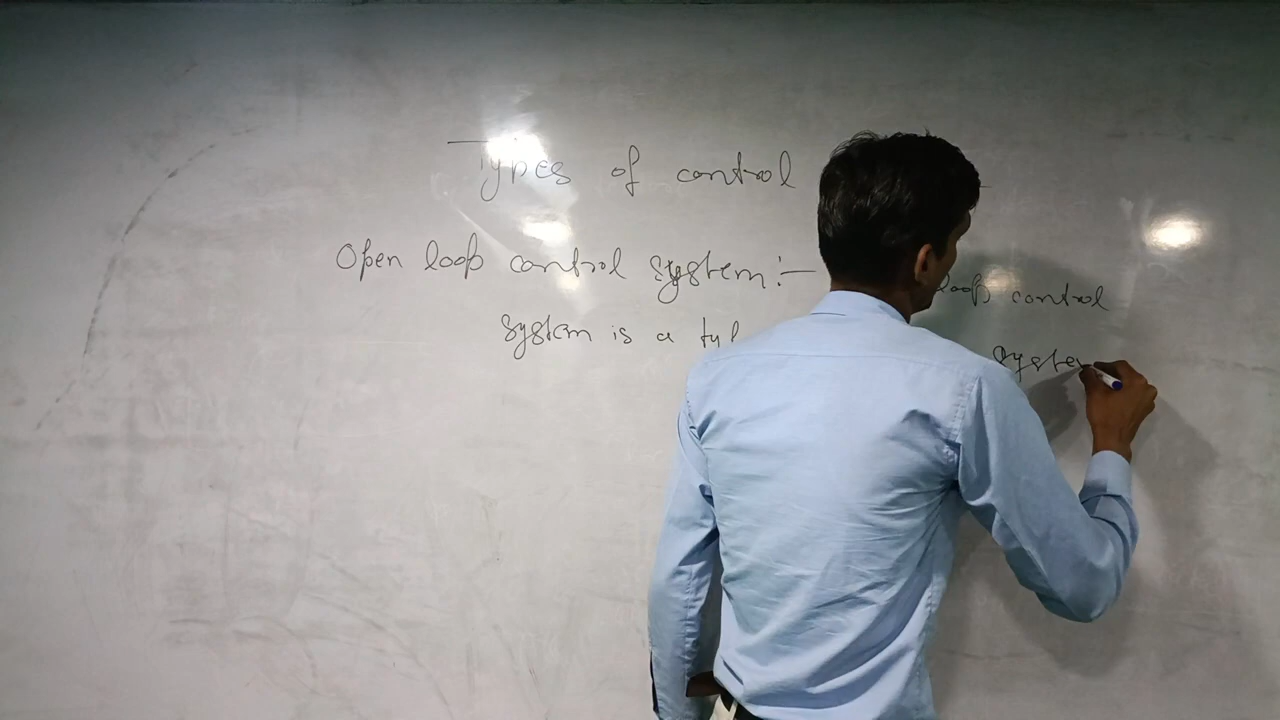 Types of control
Open loop control system:- loop control
system is a system